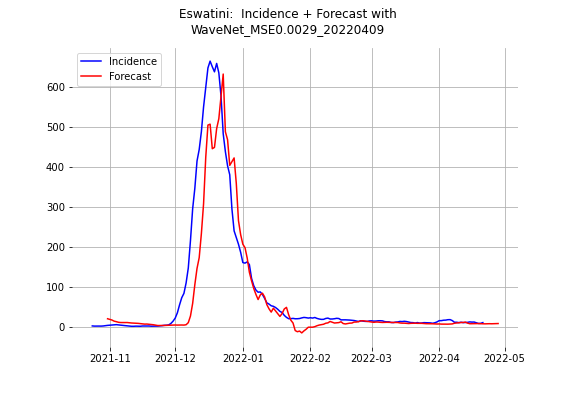 Eswatini:  Incidence + Forecast with
WaveNet_MSE0.0029_20220409
Incidence
Forecast
600
500
400
300
200
100
0
2021-11 2021-12 2022-01 2022-02 2022-03 2022-04 2022-05